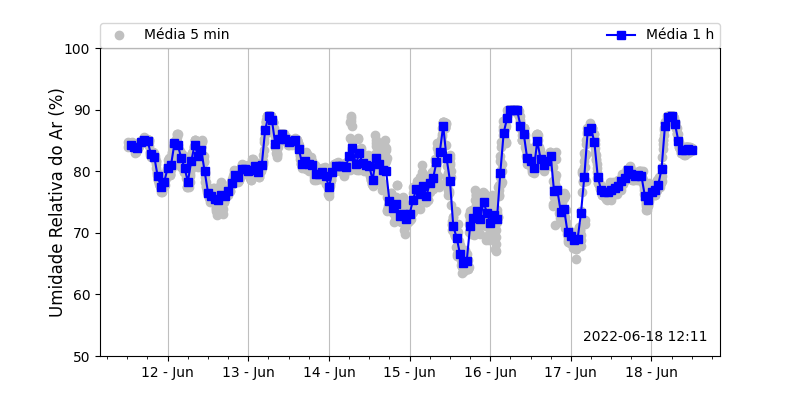 Média 5 min
Média 1 h
Umidade Relativa do Ar (%)
100
90
80
70
60
50
2022-06-18 12:11
12 - Jun
13 - Jun
14 - Jun
15 - Jun
16 - Jun
17 - Jun
18 - Jun